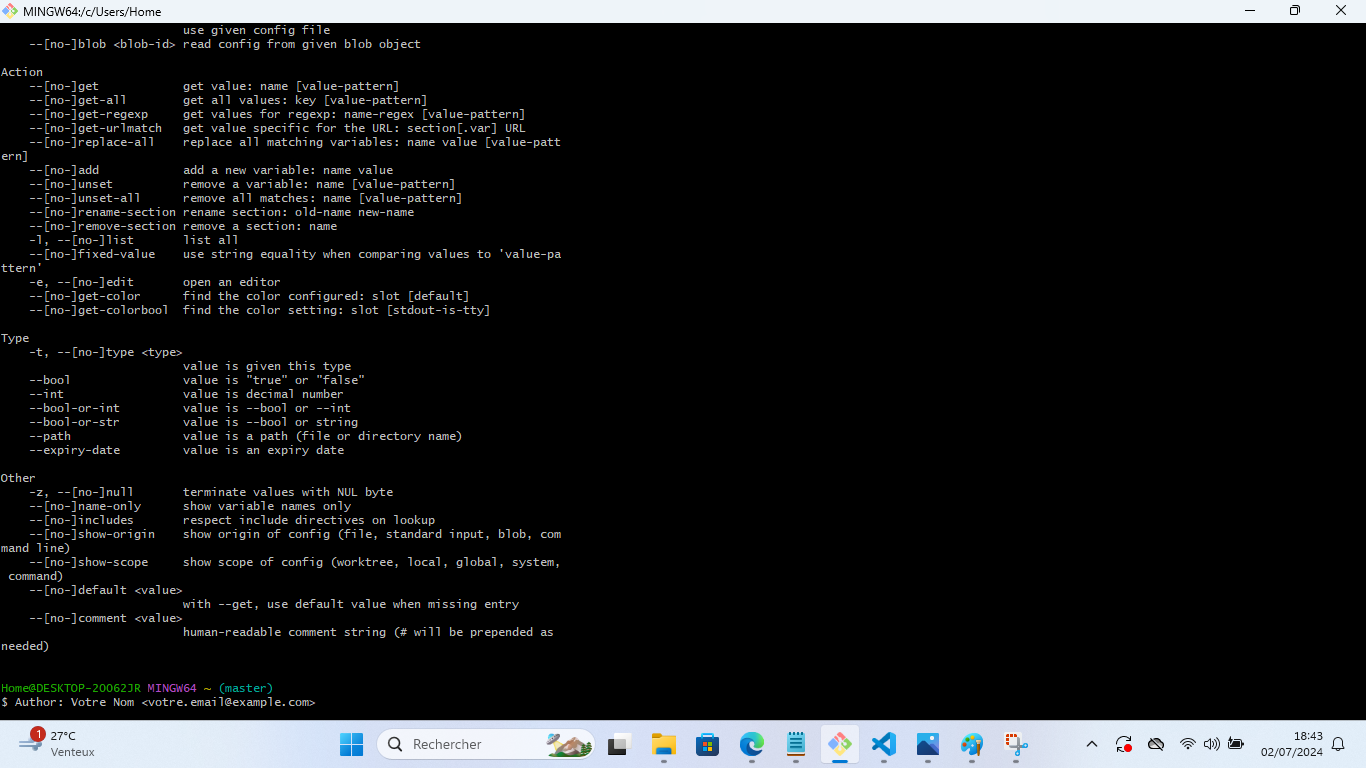 MINGW64:/c/Users/Home
use given config file
--[no-]blob <blob-id> read config from given blob object
Action
--[no-]get get value: name [value-pattern]
--[no-]get-all get all values: key [value-pattern]
--[no-]get-regexp get values for regexp: name-regex [value-pattern]
--[no-]get-urlmatch get value specific for the URL: section[.var] URL
--[no-]replace-all replace all matching variables: name value [value-patt
ern]
--[no-]add add a new variable: name value
--[no-]unset remove a variable: name [value-pattern]
--[no-]unset-all remove all matches: name [value-pattern]
--[no-]rename-section rename section: old-name new-name
--[no-]remove-section remove a section: name
-l, --[no-]list list all
--[no-]fixed-value use string equality when comparing values to 'value-pa
ttern'
-e, --[no-]edit open an editor
--[no-]get-color find the color configured: slot [default]
--[no-]get-colorbool find the color setting: slot [stdout-is-tty]
Type
-t, --[no-]type <type>
value is given this type
--bool value is "true" or "false"
--int value is decimal number
--bool-or-int value is --bool or --int
--bool-or-str value is --bool or string
--path value is a path (file or directory name)
--expiry-date value is an expiry date
Other
-z, --[no-]null terminate values with NUL byte
--[no-]name-only show variable names only
--[no-]includes respect include directives on lookup
--[no-]show-origin show origin of config (file, standard input, blob, com
mand line)
--[no-]show-scope show scope of config (worktree, local, global, system,
command)
--[no-]default <value>
with --get, use default value when missing entry
--[no-]comment <value>
human-readable comment string (# will be prepended as
needed)
Home@DESKTOP-20O62JR MINGW64 ~ (master)
$ Author: Votre Nom <votre.email@example.com>
1
27°C
Venteux
Rechercher
18:43
02/07/2024